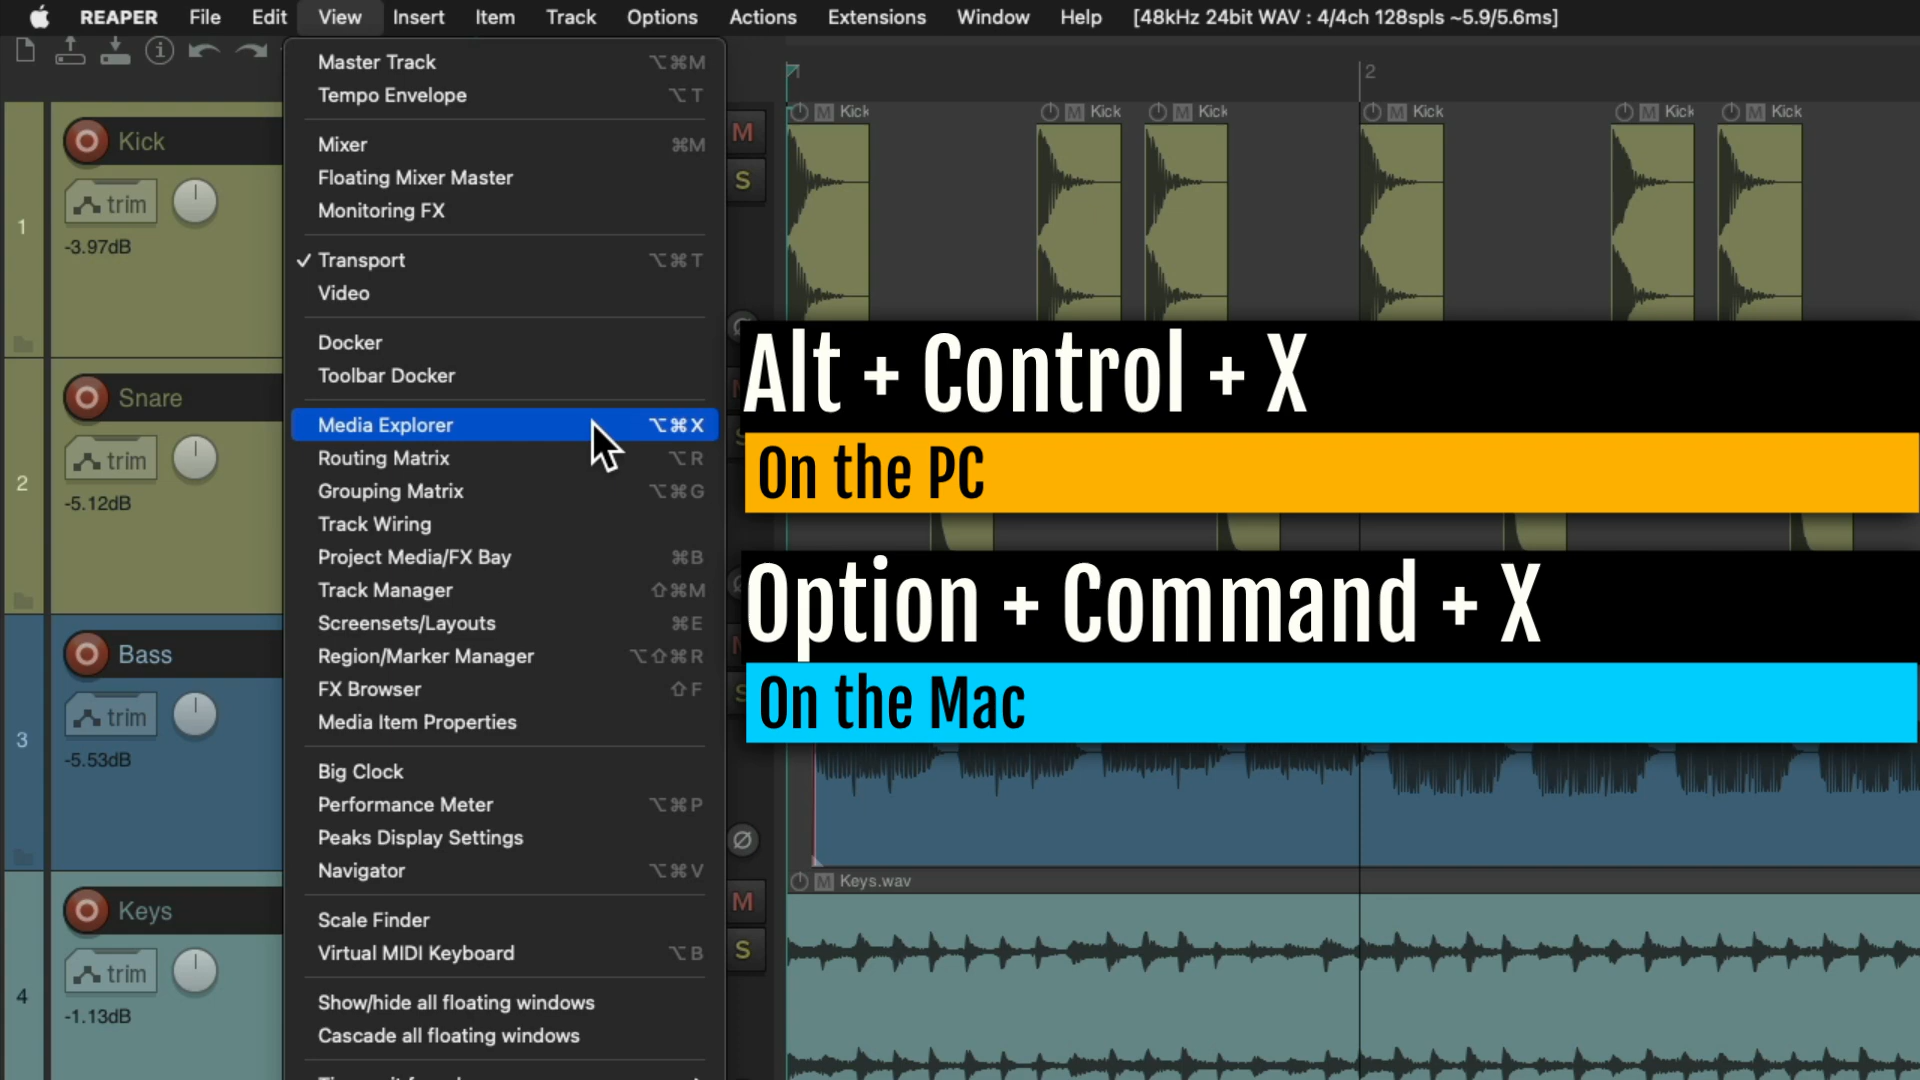 REAPER File Edit View Insert Item Track Options Actions Extensions Window Help [48kHz 24bit WAV : 4/4ch 128spls ~5.9/5.6ms]
Master Track ⌥⌘M
Tempo Envelope ⌥T
Mixer ⌘M
Floating Mixer Master
Monitoring FX
✓ Transport ⌥⌘T
Video
Docker
Toolbar Docker
Media Explorer ⌥⌘X
Routing Matrix ⌥R
Grouping Matrix ⌥⌘G
Track Wiring
Project Media/FX Bay ⌘B
Track Manager ⇧⌘M
Screensets/Layouts ⌘E
Region/Marker Manager ⌥⇧⌘R
FX Browser ⇧F
Media Item Properties
Big Clock
Performance Meter ⌥⌘P
Peaks Display Settings
Navigator ⌥⌘V
Scale Finder
Virtual MIDI Keyboard ⌥B
Show/hide all floating windows
Cascade all floating windows
1
Kick
trim
-3.97dB
2
Snare
trim
-5.12dB
3
Bass
trim
-5.53dB
4
Keys
trim
-1.13dB
M
S
M
S
1
2
M Kick
M Kick
M Kick
M Kick
M Kick
M Kick
Alt + Control + X
On the PC
Option + Command + X
On the Mac
M Keys.wav